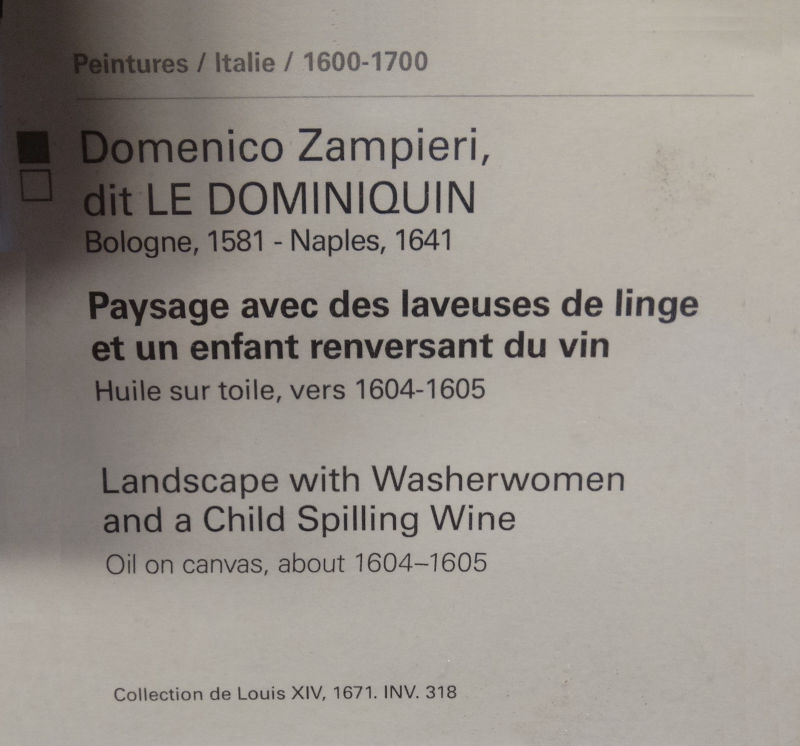 Peintures / Italie / 1600-1700
Domenico Zampieri,
dit LE DOMINIQUIN
Bologne, 1581 - Naples, 1641
Paysage avec des laveuses de linge
et un enfant renversant du vin
Huile sur toile, vers 1604-1605
Landscape with Washerwomen
and a Child Spilling Wine
Oil on canvas, about 1604–1605
Collection de Louis XIV, 1671. INV. 318